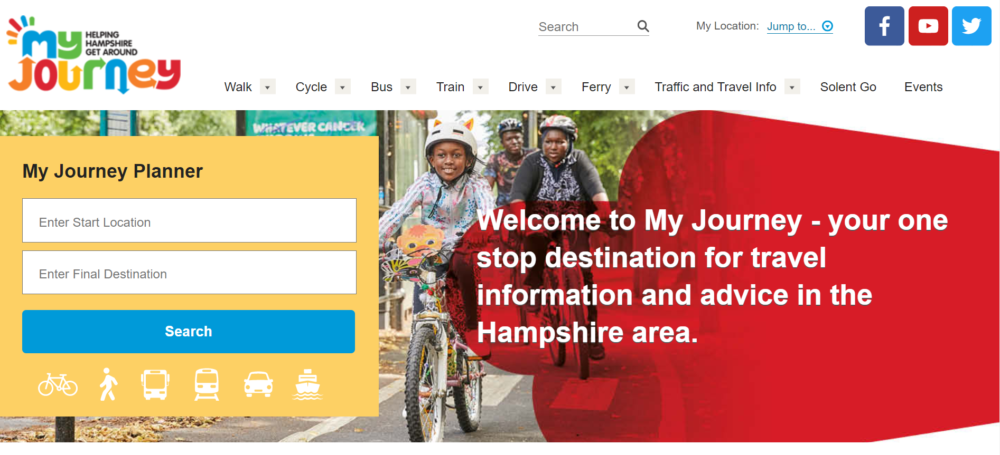 my
HELPING
HAMPSHIRE
GET AROUND
Journey
Search
My Location: Jump to...
Walk Cycle Bus Train Drive Ferry Traffic and Travel Info Solent Go Events
WHATEVER CANCER
My Journey Planner
Enter Start Location
Enter Final Destination
Search
Welcome to My Journey - your one
stop destination for travel
information and advice in the
Hampshire area.